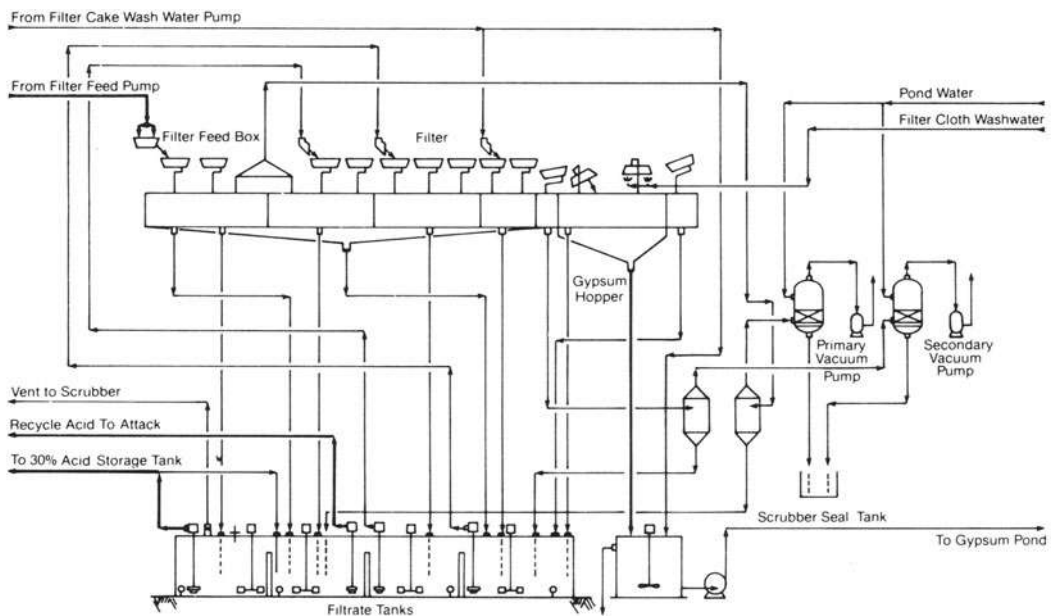 From Filter Cake Wash Water Pump
From Filter Feed Pump
Pond Water
Filter Cloth Washwater
Filter Feed Box
Filter
Gypsum
Hopper
Primary
Vacuum
Pump
Secondary
Vacuum
Pump
Vent to Scrubber
Recycle Acid To Attack
To 30% Acid Storage Tank
Scrubber Seal Tank
To Gypsum Pond
Filtrate Tanks